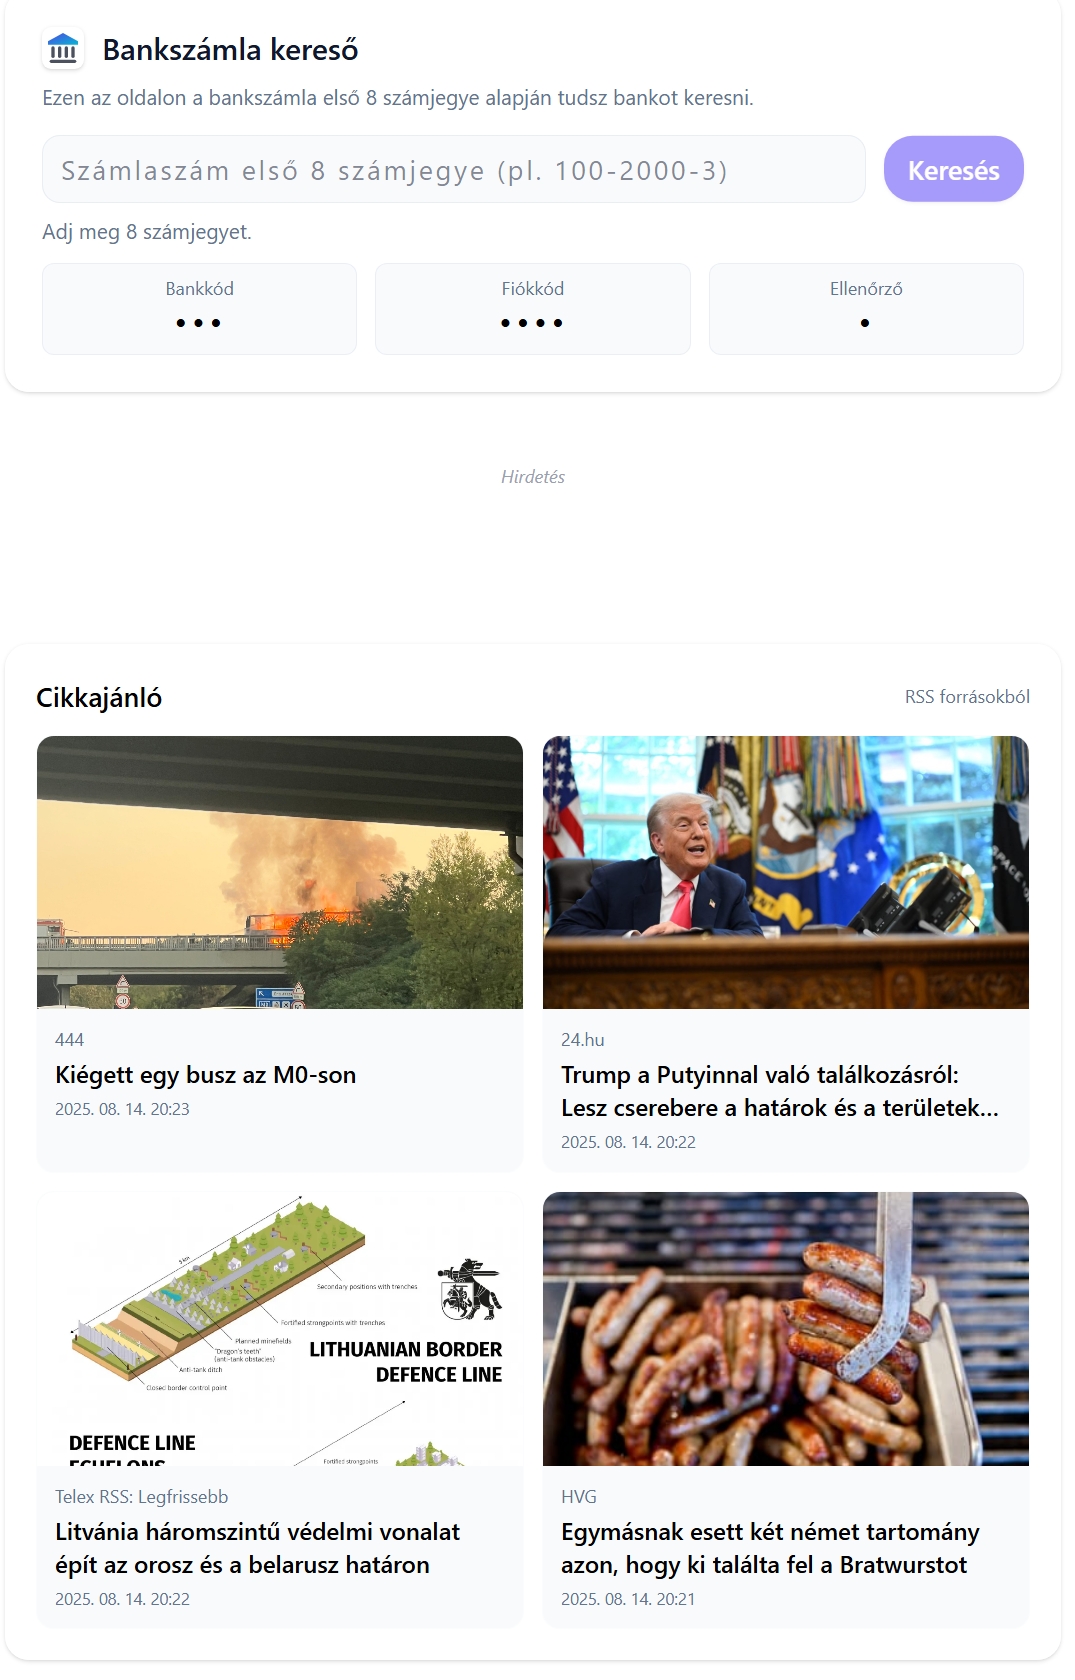 Bankszámla kereső
Ezen az oldalon a bankszámla első 8 számjegye alapján tudsz bankot keresni.
Számlaszám első 8 számjegye (pl. 100-2000-3)
Keresés
Adj meg 8 számjegyet.
Bankkód
•••
Fiókkód
••••
Ellenőrző
•
Hirdetés
Cikkajánló
RSS forrásokból
444
Kiégett egy busz az M0-son
2025. 08. 14. 20:23
SPACE
24.hu
Trump a Putyinnal való találkozásról:
Lesz cserebere a határok és a területek...
2025. 08. 14. 20:22
5 km
Secondary positions with trenches
Fortified strongpoints with trenches
Planned minefields
"Dragon's teeth"
(anti-tank obstacles)
Anti-tank ditch
Closed border control point
LITHUANIAN BORDER
DEFENCE LINE
DEFENCE LINE
ECHELONS
Fortified strongpoints
Telex RSS: Legfrissebb
Litvánia háromszintű védelmi vonalat
épít az orosz és a belarusz határon
2025. 08. 14. 20:22
HVG
Egymásnak esett két német tartomány
azon, hogy ki találta fel a Bratwurstot
2025. 08. 14. 20:21